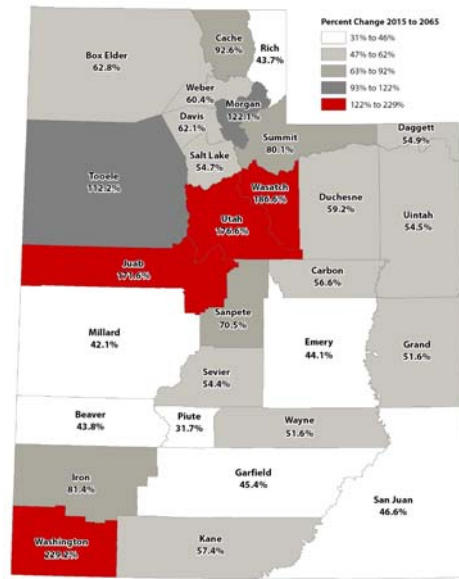 Percent Change 2015 to 2065
31% to 46%
47% to 62%
63% to 92%
93% to 122%
122% to 229%
Cache
92.6%
Rich
43.7%
Box Elder
62.8%
Weber
60.4%
Morgan
122.1%
Davis
62.1%
Summit
80.1%
Daggett
54.9%
Salt Lake
54.7%
Tooele
112.2%
Wasatch
186.6%
Utah
176.6%
Duchesne
59.2%
Uintah
54.5%
Juab
171.6%
Carbon
56.6%
Sanpete
70.5%
Millard
42.1%
Emery
44.1%
Grand
51.6%
Sevier
54.4%
Beaver
43.8%
Piute
31.7%
Wayne
51.6%
Iron
81.4%
Garfield
45.4%
San Juan
46.6%
Washington
229.2%
Kane
57.4%